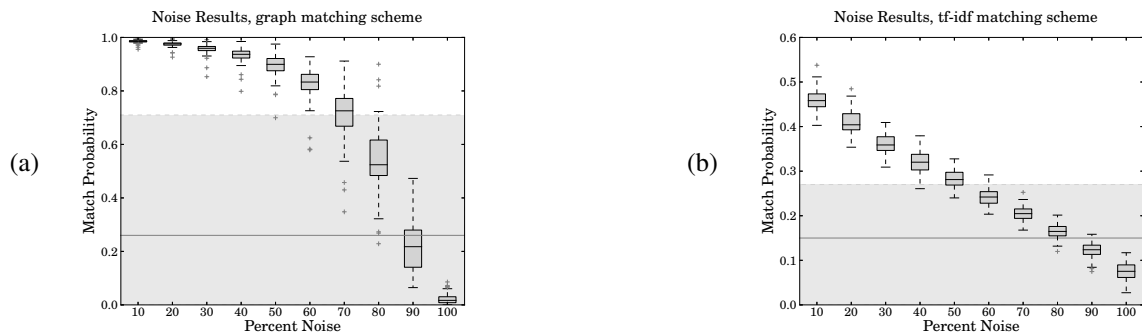 (a)
Noise Results, graph matching scheme
Match Probability
1.0
0.8
0.6
0.4
0.2
0.0
10 20 30 40 50 60 70 80 90 100
Percent Noise
(b)
Noise Results, tf-idf matching scheme
Match Probability
0.6
0.5
0.4
0.3
0.2
0.1
0.0
10 20 30 40 50 60 70 80 90 100
Percent Noise